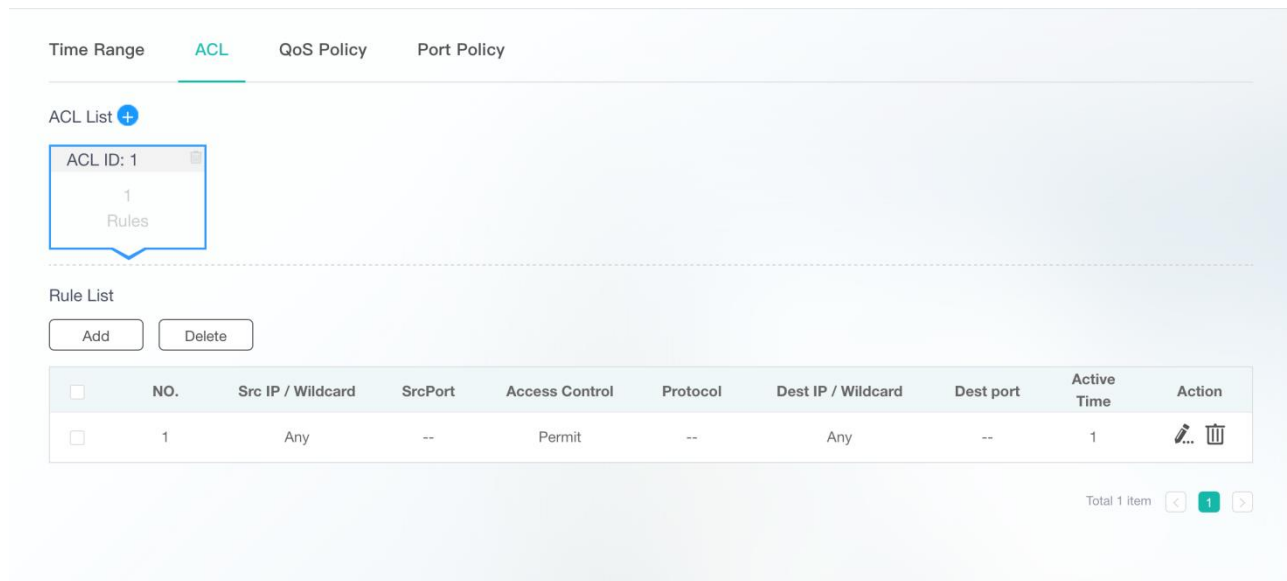 Time Range ACL QoS Policy Port Policy
ACL List
ACL ID: 1
1
Rules
Rule List
Add Delete
NO. Src IP / Wildcard SrcPort Access Control Protocol Dest IP / Wildcard Dest port Active Time Action
1 Any -- Permit -- Any -- 1
Total 1 item < 1 >